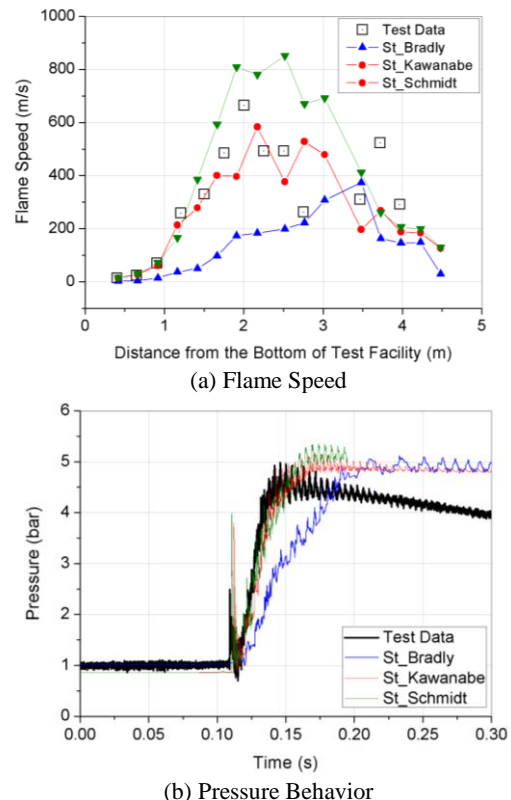 1000
800
600
400
200
0
Flame Speed (m/s)
Test Data
St_Bradly
St_Kawanabe
St_Schmidt
0 1 2 3 4 5
Distance from the Bottom of Test Facility (m)
(a) Flame Speed
6
5
4
3
2
1
0
Pressure (bar)
Test Data
St_Bradly
St_Kawanabe
St_Schmidt
0.00 0.05 0.10 0.15 0.20 0.25 0.30
Time (s)
(b) Pressure Behavior